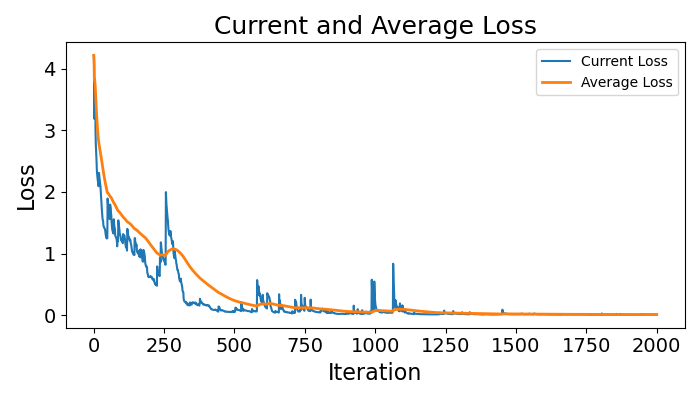 Current and Average Loss
Current Loss
Average Loss
Loss
4
3
2
1
0
0 250 500 750 1000 1250 1500 1750 2000
Iteration